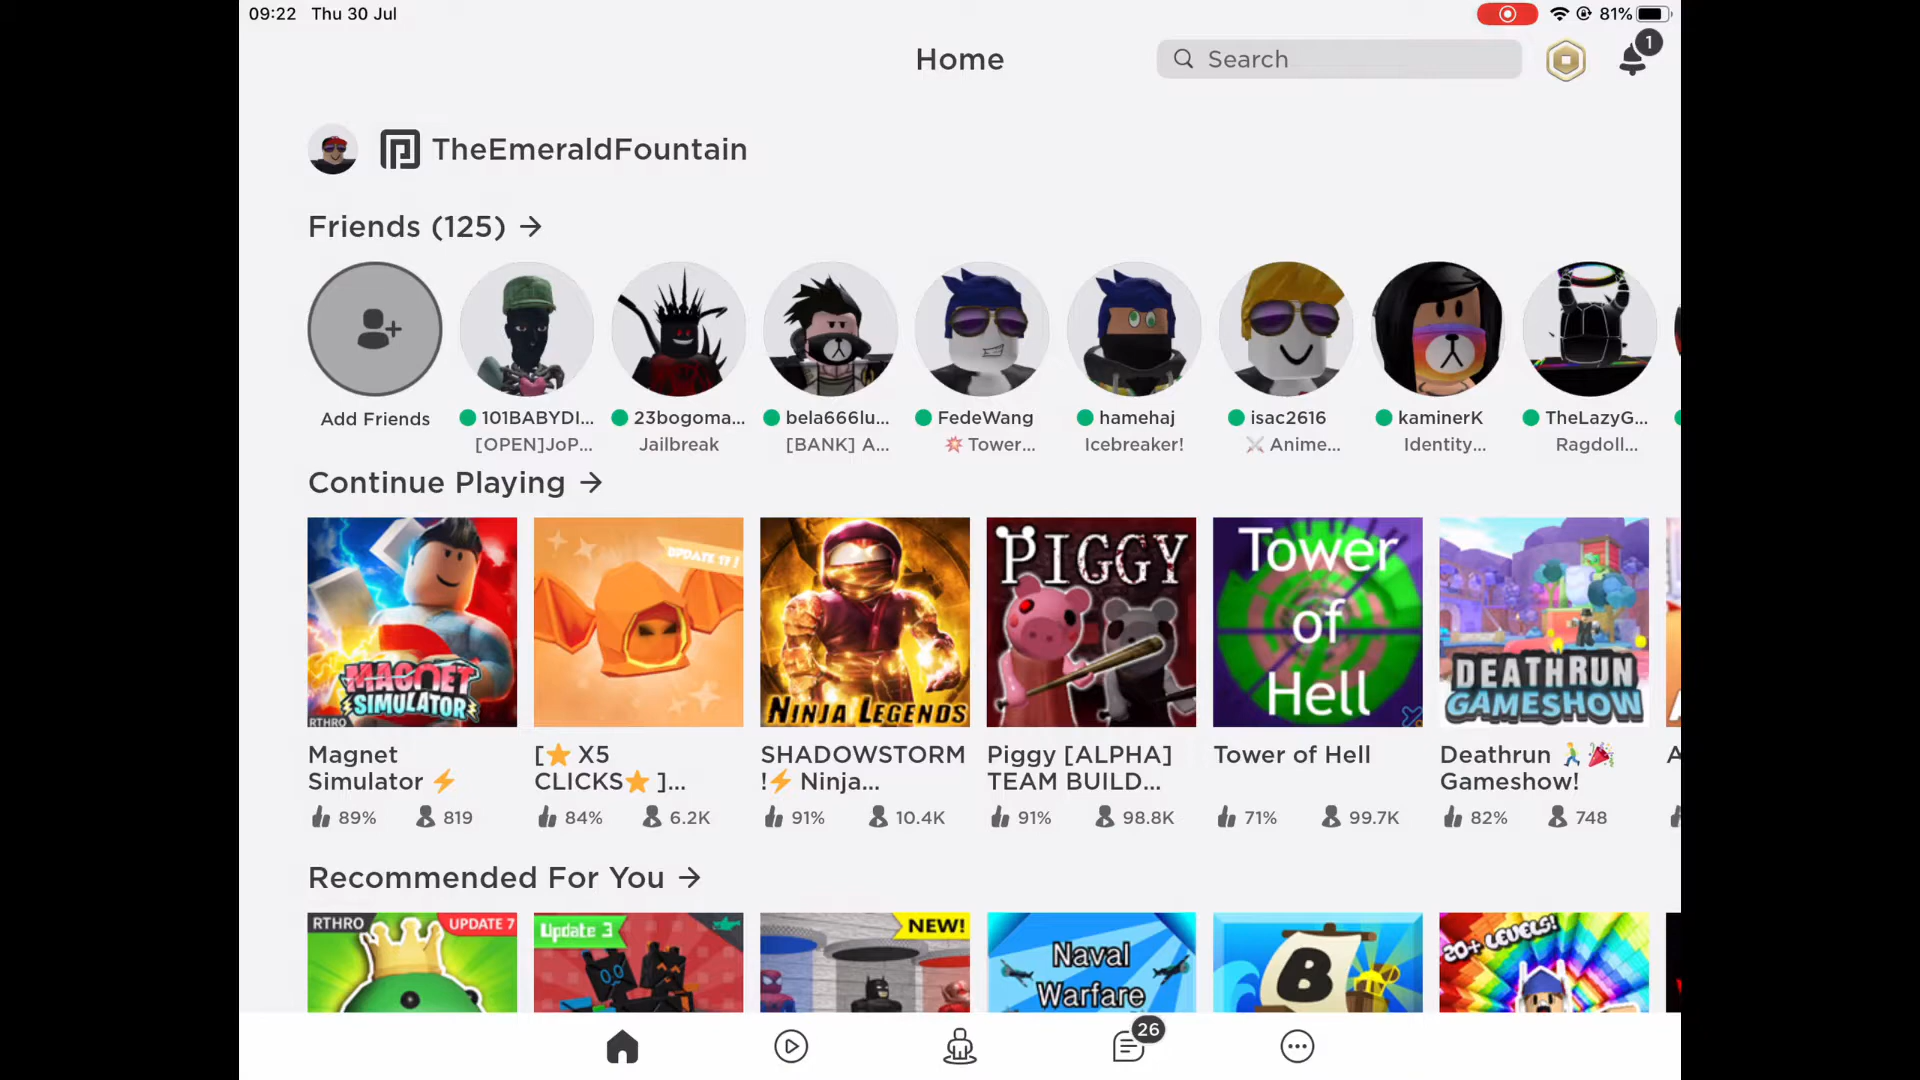 09:22 Thu 30 Jul
81%
Home
Search
1
TheEmeraldFountain
Friends (125) →
Add Friends
101BABYDI...
[OPEN]JoP...
23bogoma...
Jailbreak
bela666lu...
[BANK] A...
FedeWang
💥 Tower...
hamehaj
Icebreaker!
isac2616
⚔️ Anime...
kaminerK
Identity...
TheLazyG...
Ragdoll...
Continue Playing →
MAGNET
SIMULATOR
RTHRO
UPDATE 17!
NINJA LEGENDS
PIGGY
Tower
of
Hell
DEATHRUN
GAMESHOW
Magnet
Simulator ⚡
89% 819
[⭐ X5
CLICKS⭐ ]...
84% 6.2K
SHADOWSTORM
!⚡ Ninja...
91% 10.4K
Piggy [ALPHA]
TEAM BUILD...
91% 98.8K
Tower of Hell
71% 99.7K
Deathrun 🏃🎉
Gameshow!
82% 748
Recommended For You →
RTHRO UPDATE 7
Update 3
NEW!
Naval
Warfare
B
20+ LEVELS!
26